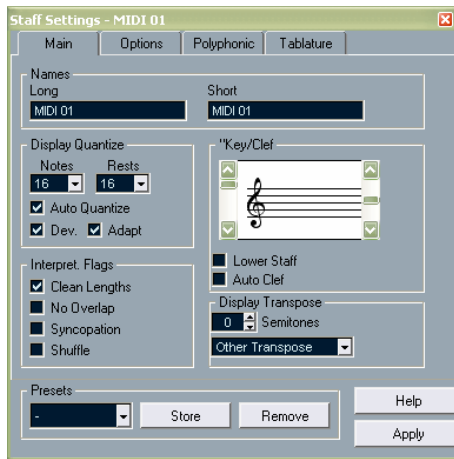 Staff Settings - MIDI 01
Main Options Polyphonic Tablature
Names
Long Short
MIDI 01 MIDI 01
Display Quantize
Notes Rests
16 16
Auto Quantize
Dev. Adapt
"Key/Clef
Lower Staff
Auto Clef
Interpret. Flags
Clean Lengths
No Overlap
Syncopation
Shuffle
Display Transpose
0 Semitones
Other Transpose
Presets
- Store Remove
Help
Apply